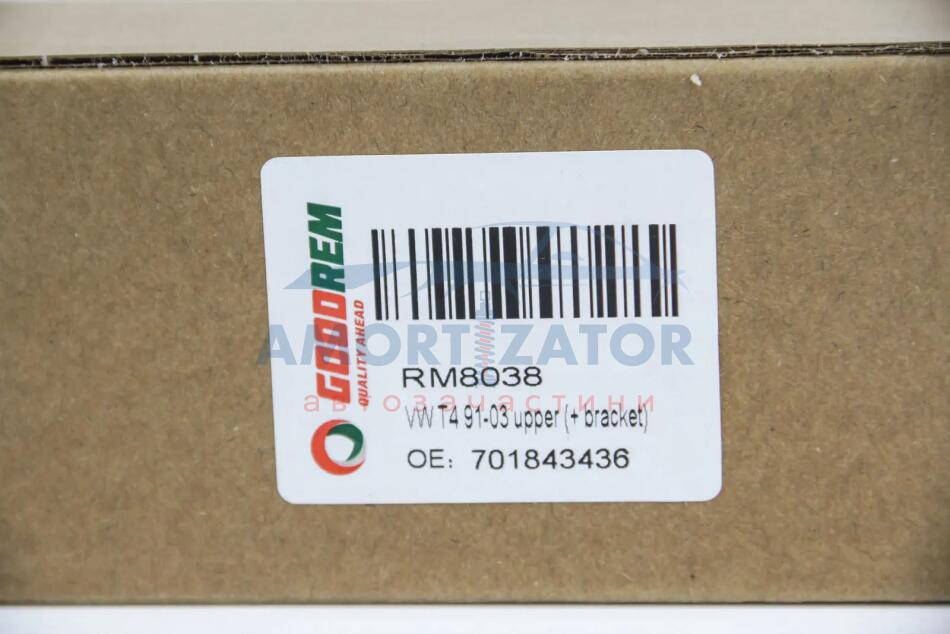 GOODREM
QUALITY AHEAD
AMORTIZATOR
RM8038
автозапчастини
VW T4 91-03 upper (+ bracket)
OE: 701843436